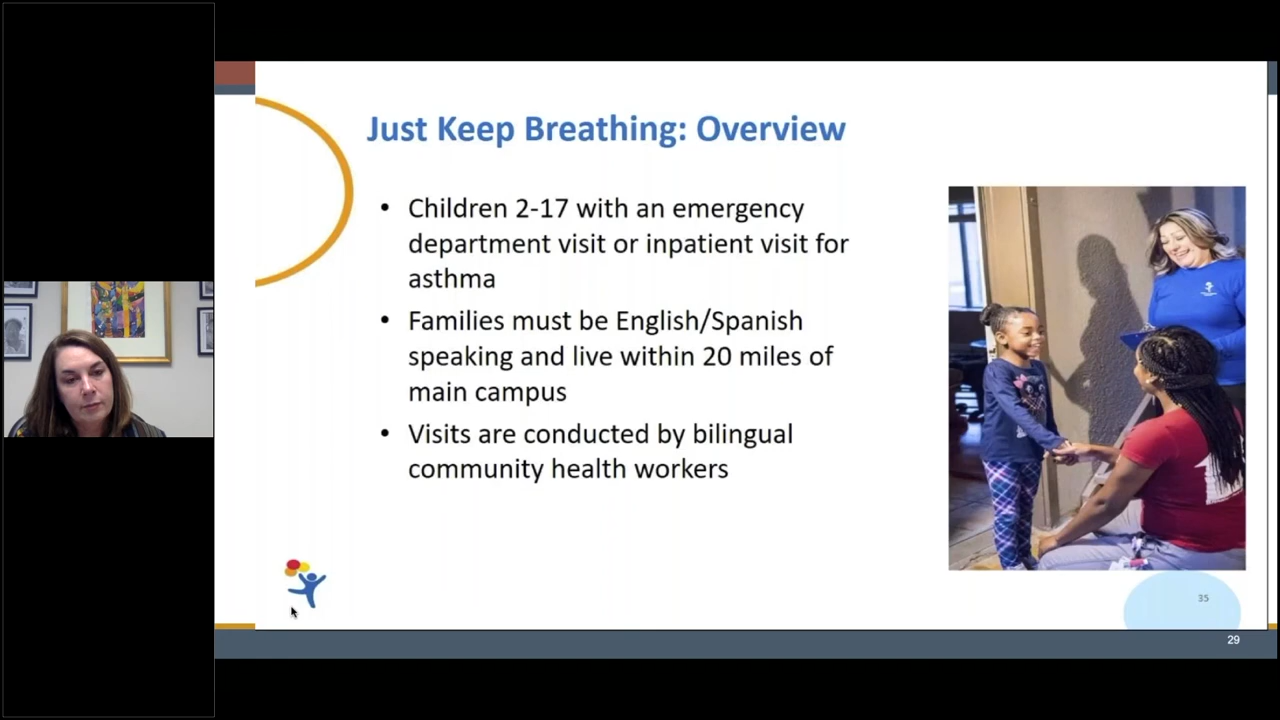 Just Keep Breathing: Overview
• Children 2-17 with an emergency
department visit or inpatient visit for
asthma
• Families must be English/Spanish
speaking and live within 20 miles of
main campus
• Visits are conducted by bilingual
community health workers
35
29